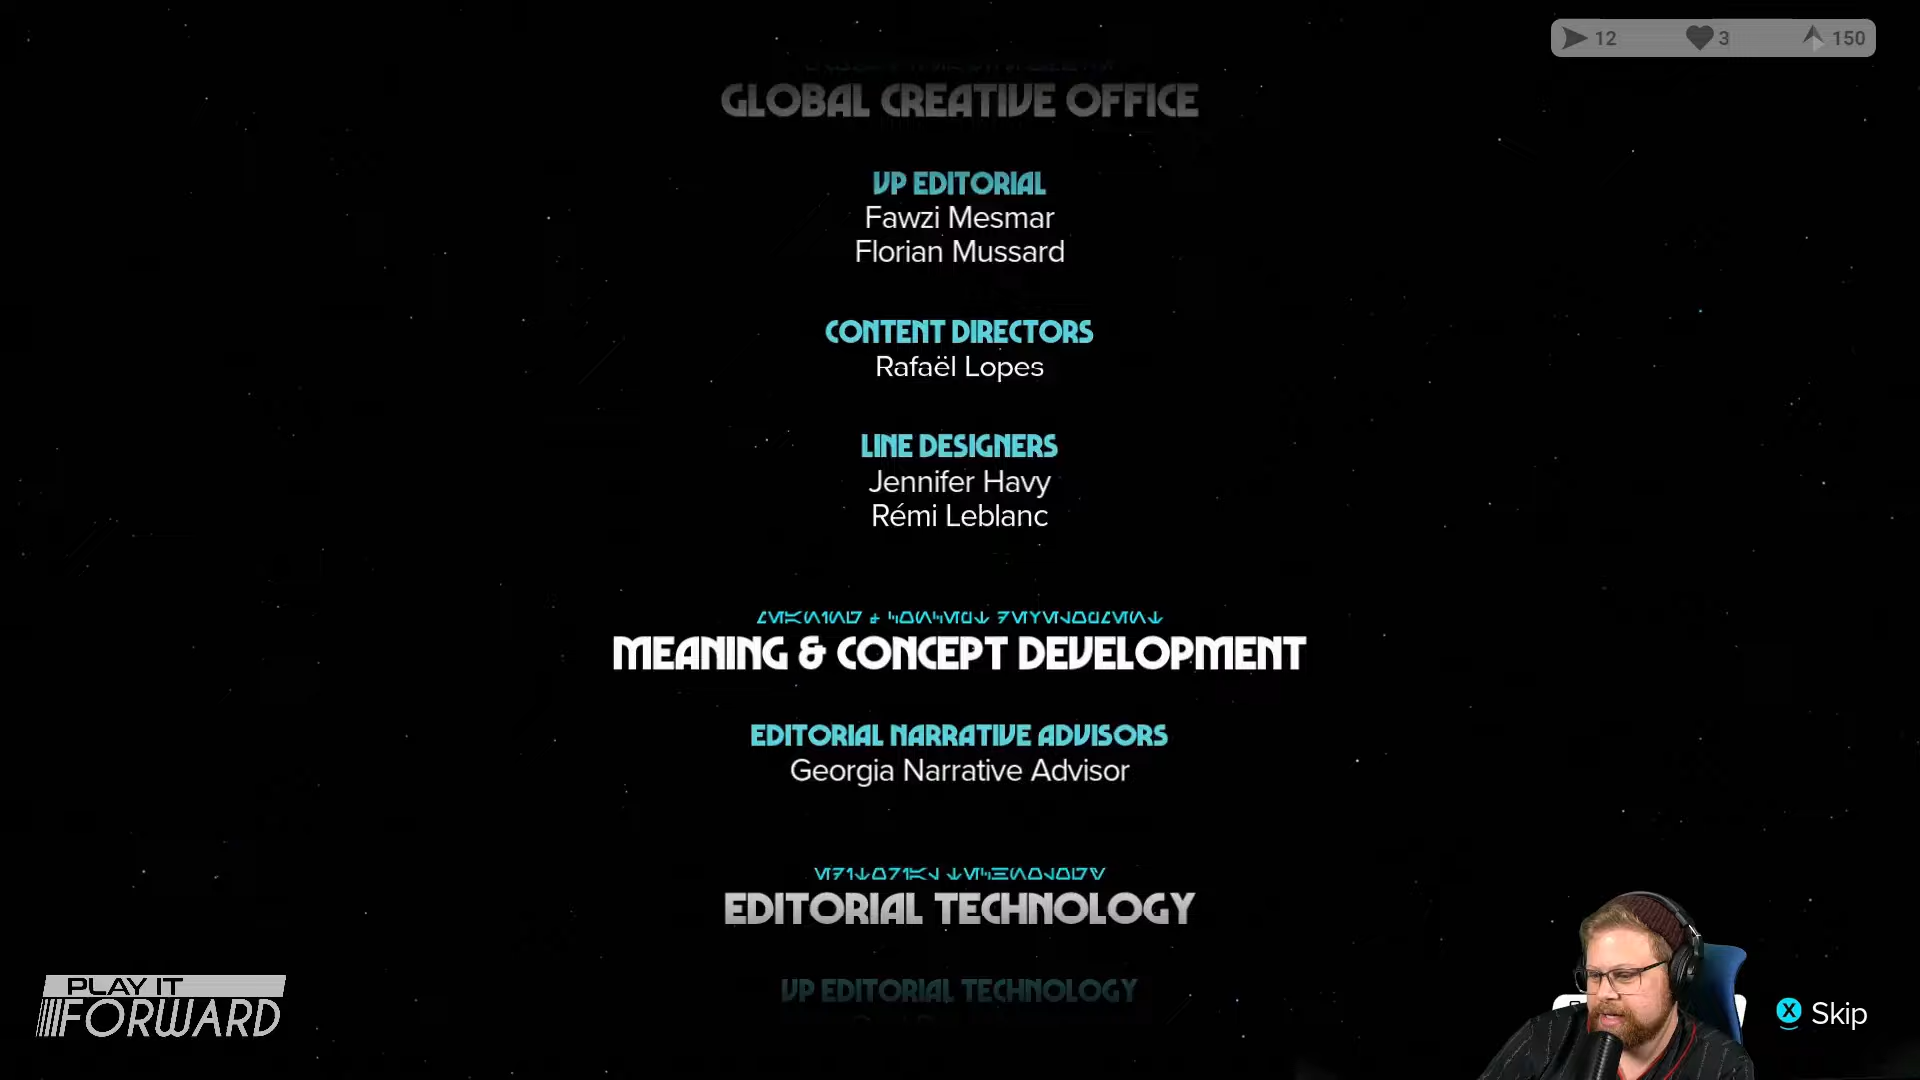 12 3 150
GLOBAL CREATIVE OFFICE
VP EDITORIAL
Fawzi Mesmar
Florian Mussard
CONTENT DIRECTORS
Rafaël Lopes
LINE DESIGNERS
Jennifer Havy
Rémi Leblanc
MEANING & CONCEPT DEVELOPMENT
EDITORIAL NARRATIVE ADVISORS
Georgia Narrative Advisor
EDITORIAL TECHNOLOGY
VP EDITORIAL TECHNOLOGY
PLAY IT
FORWARD
X Skip